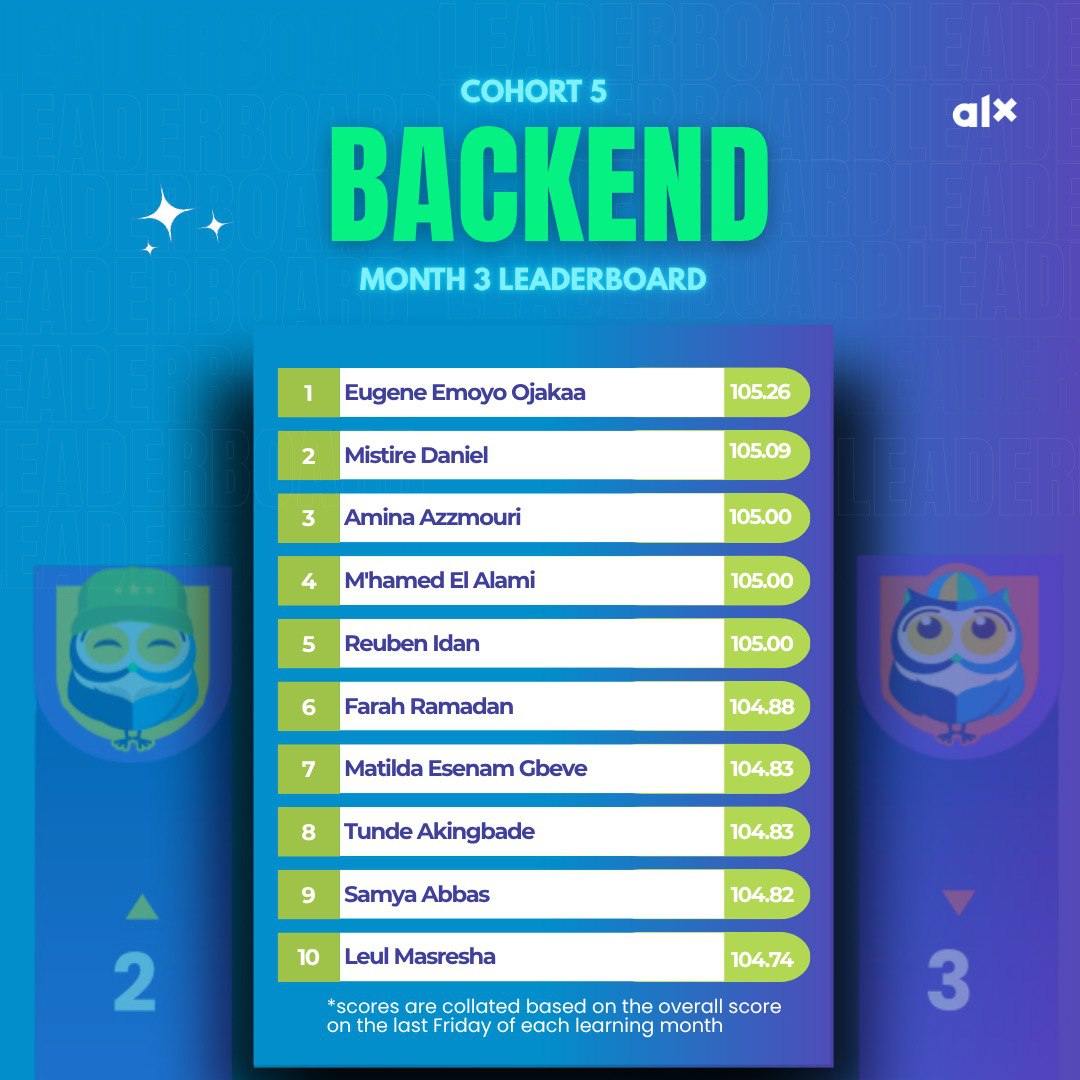 COHORT 5
alx
BACKEND
MONTH 3 LEADERBOARD
1 Eugene Emoyo Ojakaa 105.26
2 Mistire Daniel 105.09
3 Amina Azzmouri 105.00
4 M'hamed El Alami 105.00
5 Reuben Idan 105.00
6 Farah Ramadan 104.88
7 Matilda Esenam Gbeve 104.83
8 Tunde Akingbade 104.83
9 Samya Abbas 104.82
10 Leul Masresha 104.74
*scores are collated based on the overall score
on the last Friday of each learning month
2
3